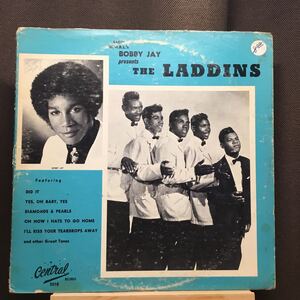 BOBBY JAY
presents
THE LADDINS
Featuring
DID IT
YES, OH BABY, YES
DIAMONDS & PEARLS
OH HOW I HATE TO GO HOME
I'LL KISS YOUR TEARDROPS AWAY
and other Great Tunes
Central
RECORDS